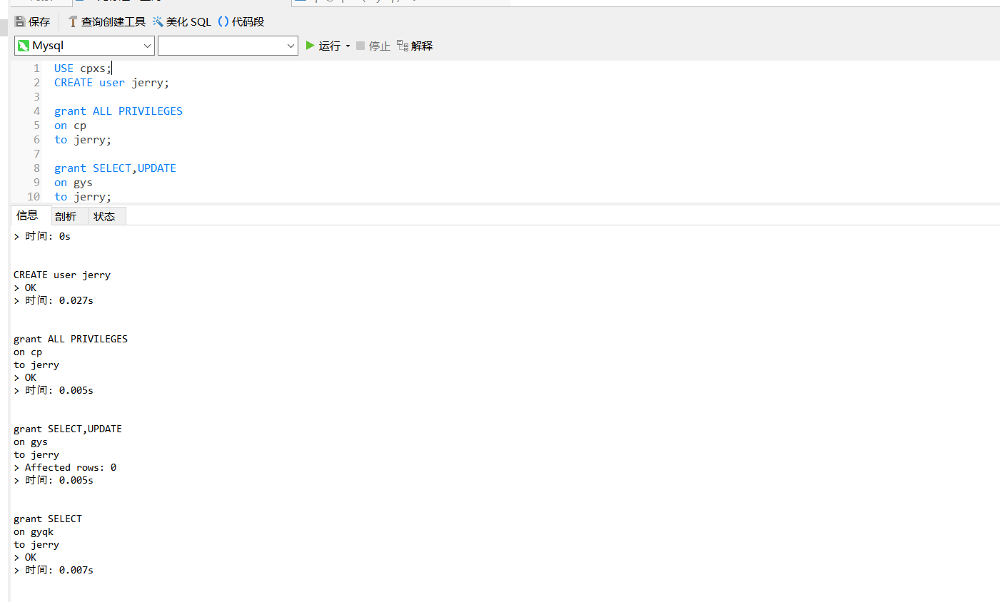 保存 查询创建工具 美化 SQL () 代码段
Mysql 运行 停止 解释
1 USE cpxs;
2 CREATE user jerry;
3
4 grant ALL PRIVILEGES
5 on cp
6 to jerry;
7
8 grant SELECT,UPDATE
9 on gys
10 to jerry;
信息 剖析 状态
> 时间: 0s
CREATE user jerry
> OK
> 时间: 0.027s
grant ALL PRIVILEGES
on cp
to jerry
> OK
> 时间: 0.005s
grant SELECT,UPDATE
on gys
to jerry
> Affected rows: 0
> 时间: 0.005s
grant SELECT
on gyqk
to jerry
> OK
> 时间: 0.007s